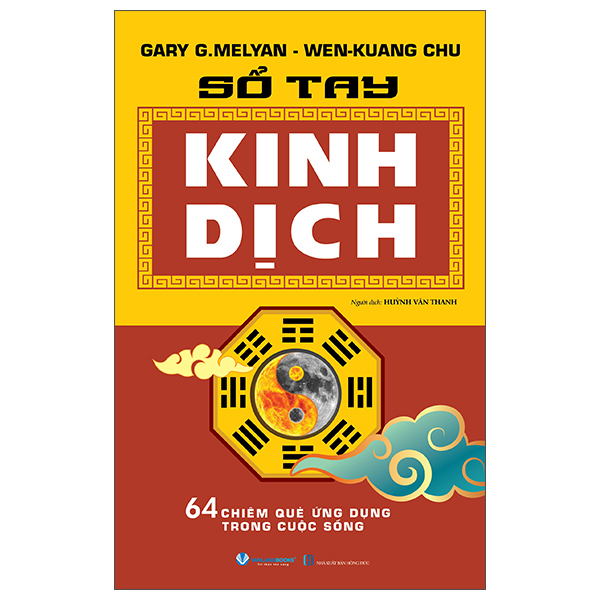 GARY G.MELYAN - WEN-KUANG CHU
SỔ TAY
KINH
DỊCH
Người dịch: HUỲNH VĂN THANH
64 CHIÊM QUẺ ỨNG DỤNG
TRONG CUỘC SỐNG
NHÀ XUẤT BẢN HỒNG ĐỨC